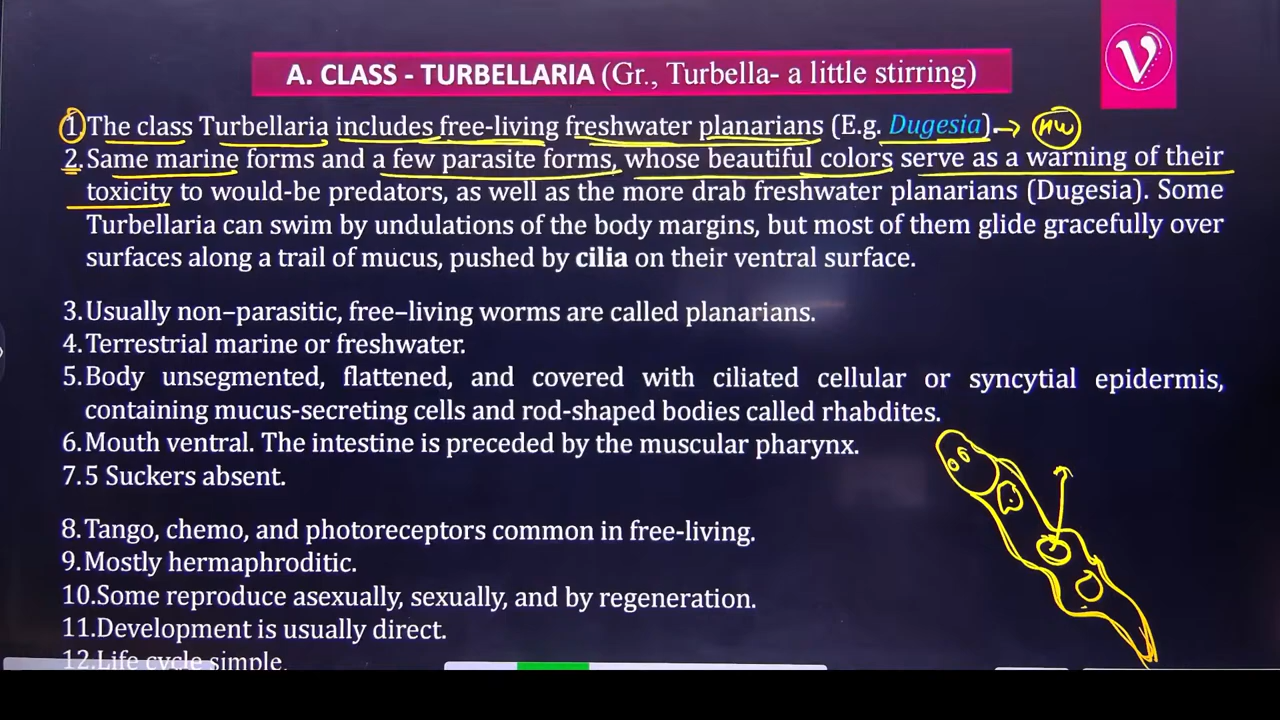 A. CLASS - TURBELLARIA (Gr., Turbella- a little stirring)
V
1. The class Turbellaria includes free-living freshwater planarians (E.g. Dugesia). → HW
2. Same marine forms and a few parasite forms, whose beautiful colors serve as a warning of their
toxicity to would-be predators, as well as the more drab freshwater planarians (Dugesia). Some
Turbellaria can swim by undulations of the body margins, but most of them glide gracefully over
surfaces along a trail of mucus, pushed by cilia on their ventral surface.
3. Usually non–parasitic, free–living worms are called planarians.
4. Terrestrial marine or freshwater.
5. Body unsegmented, flattened, and covered with ciliated cellular or syncytial epidermis,
containing mucus-secreting cells and rod-shaped bodies called rhabdites.
6. Mouth ventral. The intestine is preceded by the muscular pharynx.
7.5 Suckers absent.
8. Tango, chemo, and photoreceptors common in free-living.
9. Mostly hermaphroditic.
10.Some reproduce asexually, sexually, and by regeneration.
11.Development is usually direct.
12.Life cycle simple.